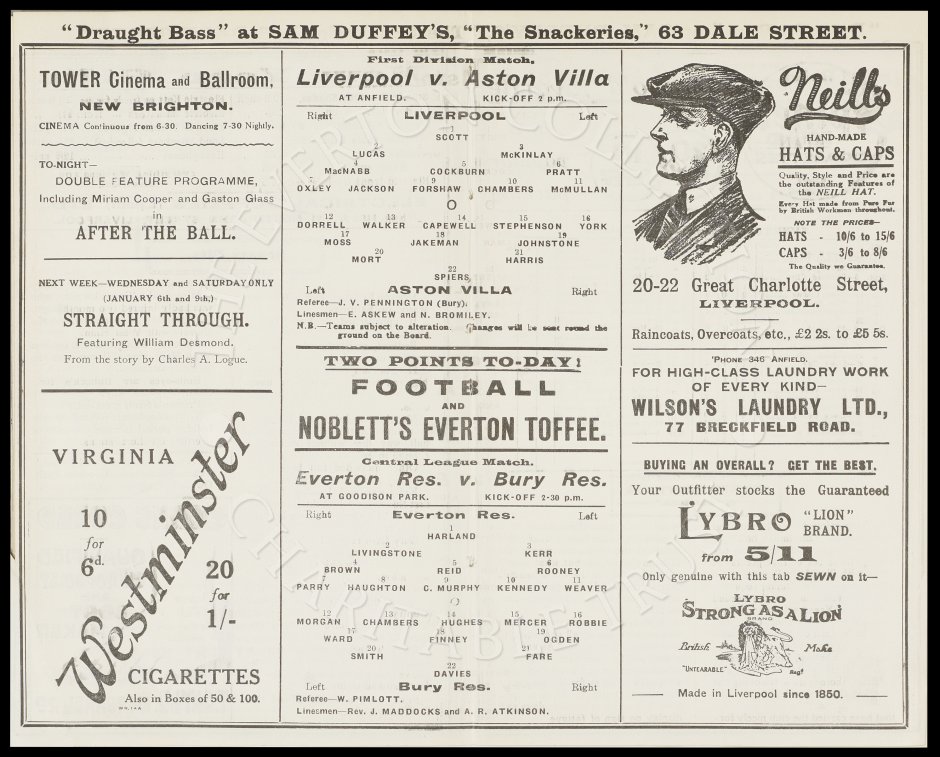 "Draught Bass" at SAM DUFFEY'S, "The Snackeries," 63 DALE STREET.
TOWER Cinema and Ballroom,
NEW BRIGHTON.
CINEMA Continuous from 6-30. Dancing 7-30 Nightly.
TO-NIGHT—
DOUBLE FEATURE PROGRAMME,
Including Miriam Cooper and Gaston Glass
in
AFTER THE BALL.
NEXT WEEK—WEDNESDAY and SATURDAY ONLY
(JANUARY 6th and 9th.)
STRAIGHT THROUGH.
Featuring William Desmond.
From the story by Charles A. Logue.
VIRGINIA
10
for
6d.
Westminster
20
for
1/-
CIGARETTES
Also in Boxes of 50 & 100.
First Division Match.
Liverpool v. Aston Villa
AT ANFIELD. KICK-OFF 2 p.m.
Right LIVERPOOL Left
1
SCOTT
2 3
LUCAS McKINLAY
4 5 6
MacNABB COCKBURN PRATT
7 8 9 10 11
OXLEY JACKSON FORSHAW CHAMBERS McMULLAN
O
12 13 14 15 16
DORRELL WALKER CAPEWELL STEPHENSON YORK
17 18 19
MOSS JAKEMAN JOHNSTONE
20 21
MORT HARRIS
22
SPIERS
Left ASTON VILLA Right
Referee—J. V. PENNINGTON (Bury).
Linesmen—E. ASKEW and N. BROMILEY.
N.B.—Teams subject to alteration. Changes will be sent round the
ground on the Board.
TWO POINTS TO-DAY!
FOOTBALL
AND
NOBLETT'S EVERTON TOFFEE.
Central League Match.
Everton Res. v. Bury Res.
AT GOODISON PARK. KICK-OFF 2-30 p.m.
Right Everton Res. Left
1
HARLAND
2 3
LIVINGSTONE KERR
4 5 6
BROWN REID ROONEY
7 8 9 10 11
PARRY HAUGHTON C. MURPHY KENNEDY WEAVER
O
12 13 14 15 16
MORGAN CHAMBERS HUGHES MERCER ROBBIE
17 18 19
WARD FINNEY OGDEN
20 21
SMITH FARE
22
DAVIES
Left Bury Res. Right
Referee—W. PIMLOTT.
Linesmen—Rev. J. MADDOCKS and A. R. ATKINSON.
Neill's
HAND-MADE
HATS & CAPS
Quality, Style and Price are
the outstanding Features of
the NEILL HAT.
Every Hat made from Pure Fur
by British Workmen throughout.
NOTE THE PRICES—
HATS - 10/6 to 15/6
CAPS - 3/6 to 8/6
The Quality we Guarantee.
20-22 Great Charlotte Street,
LIVERPOOL.
Raincoats, Overcoats, etc., £2 2s. to £5 5s.
'PHONE 346 ANFIELD.
FOR HIGH-CLASS LAUNDRY WORK
OF EVERY KIND—
WILSON'S LAUNDRY LTD.,
77 BRECKFIELD ROAD.
BUYING AN OVERALL? GET THE BEST.
Your Outfitter stocks the Guaranteed
LYBRO "LION"
BRAND.
from 5/11
Only genuine with this tab SEWN on it—
LYBRO
STRONG AS A LION
BRAND
British Make
"UNTEARABLE" Regd
Made in Liverpool since 1850.
THE EVERTON COLLECTION
CHARITABLE TRUST